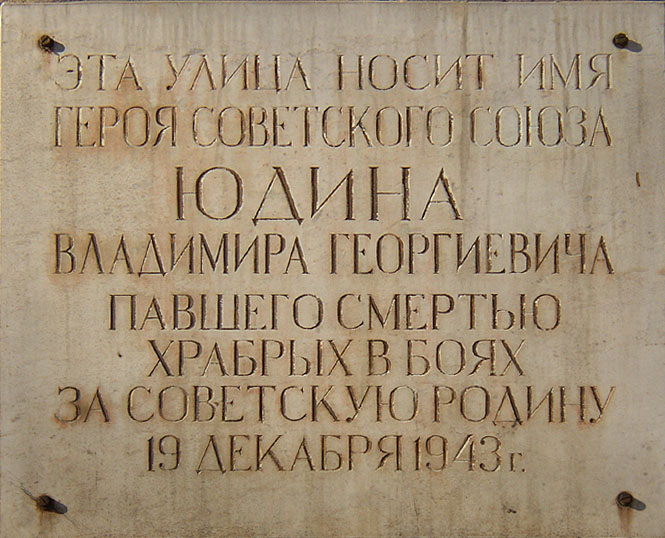 ЭТА УЛИЦА НОСИТ ИМЯ
ГЕРОЯ СОВЕТСКОГО СОЮЗА
ЮДИНА
ВЛАДИМИРА ГЕОРГИЕВИЧА
ПАВШЕГО СМЕРТЬЮ
ХРАБРЫХ В БОЯХ
ЗА СОВЕТСКУЮ РОДИНУ
19 ДЕКАБРЯ 1943 г.